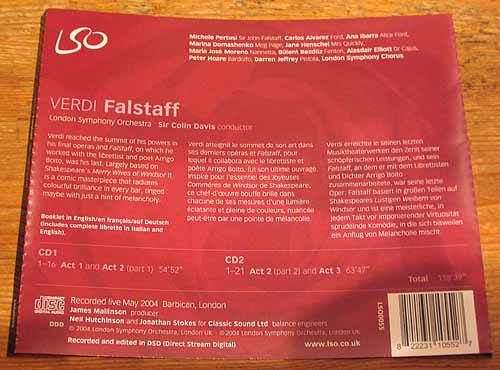 LSO
Michele Pertusi Sir John Falstaff, Carlos Alvarez Ford, Ana Ibarra Alice Ford,
Marina Domashenko Meg Page, Jane Henschel Mrs Quickly,
Maria José Moreno Nannetta, Bülent Bezdüz Fenton, Alasdair Elliott Dr Cajus,
Peter Hoare Bardolfo, Darren Jeffrey Pistola, London Symphony Chorus
VERDI Falstaff
London Symphony Orchestra Sir Colin Davis conductor
Verdi reached the summit of his powers in
his final operas and Falstaff, on which he
worked with the librettist and poet Arrigo
Boito, was his last. Largely based on
Shakespeare's Merry Wives of Windsor it
is a comic masterpiece that radiates
colourful brilliance in every bar, tinged
maybe with just a hint of melancholy.
Booklet in English/en français/auf Deutsch
(includes complete libretto in Italian and
English).
Verdi atteignit le sommet de son art dans
ses derniers opéras et Falstaff, pour
lequel il collabora avec le librettiste et
poète Arrigo Boito, fut son ultime ouvrage.
Inspiré pour l'essentiel des Joyeuses
Commères de Windsor de Shakespeare,
ce chef-d'œuvre bouffe brille dans
chacune de ses mesures d'une lumière
éclatante et pleine de couleurs, nuancée
peut-être par une pointe de mélancolie.
Verdi erreichte in seinen letzten
Musiktheaterwerken den Zenit seiner
schöpferischen Leistungen, und sein
Falstaff, an dem er mit dem Librettisten
und Dichter Arrigo Boito
zusammenarbeitete, war seine letzte
Oper. Falstaff basiert in großen Teilen auf
Shakespeares Lustigen Weibern von
Windsor und ist eine meisterliche, in
jedem Takt vor imponierender Virtuosität
sprudelnde Komödie, in die sich bisweilen
ein Anflug von Melancholie mischt.
CD1
1–16 Act 1 and Act 2 (part 1) 54'52"
CD2
1–21 Act 2 (part 2) and Act 3 63'47"
Total 118'39"
COMPACT
disc
DIGITAL AUDIO
DDD
Recorded live May 2004 Barbican, London
James Mallinson producer
Neil Hutchinson and Jonathan Stokes for Classic Sound Ltd balance engineers
℗ 2004 London Symphony Orchestra, London UK © 2004 London Symphony Orchestra, London UK
Recorded and edited in DSD (Direct Stream Digital)
www.lso.co.uk
LSO0055
8 22231 10552 7